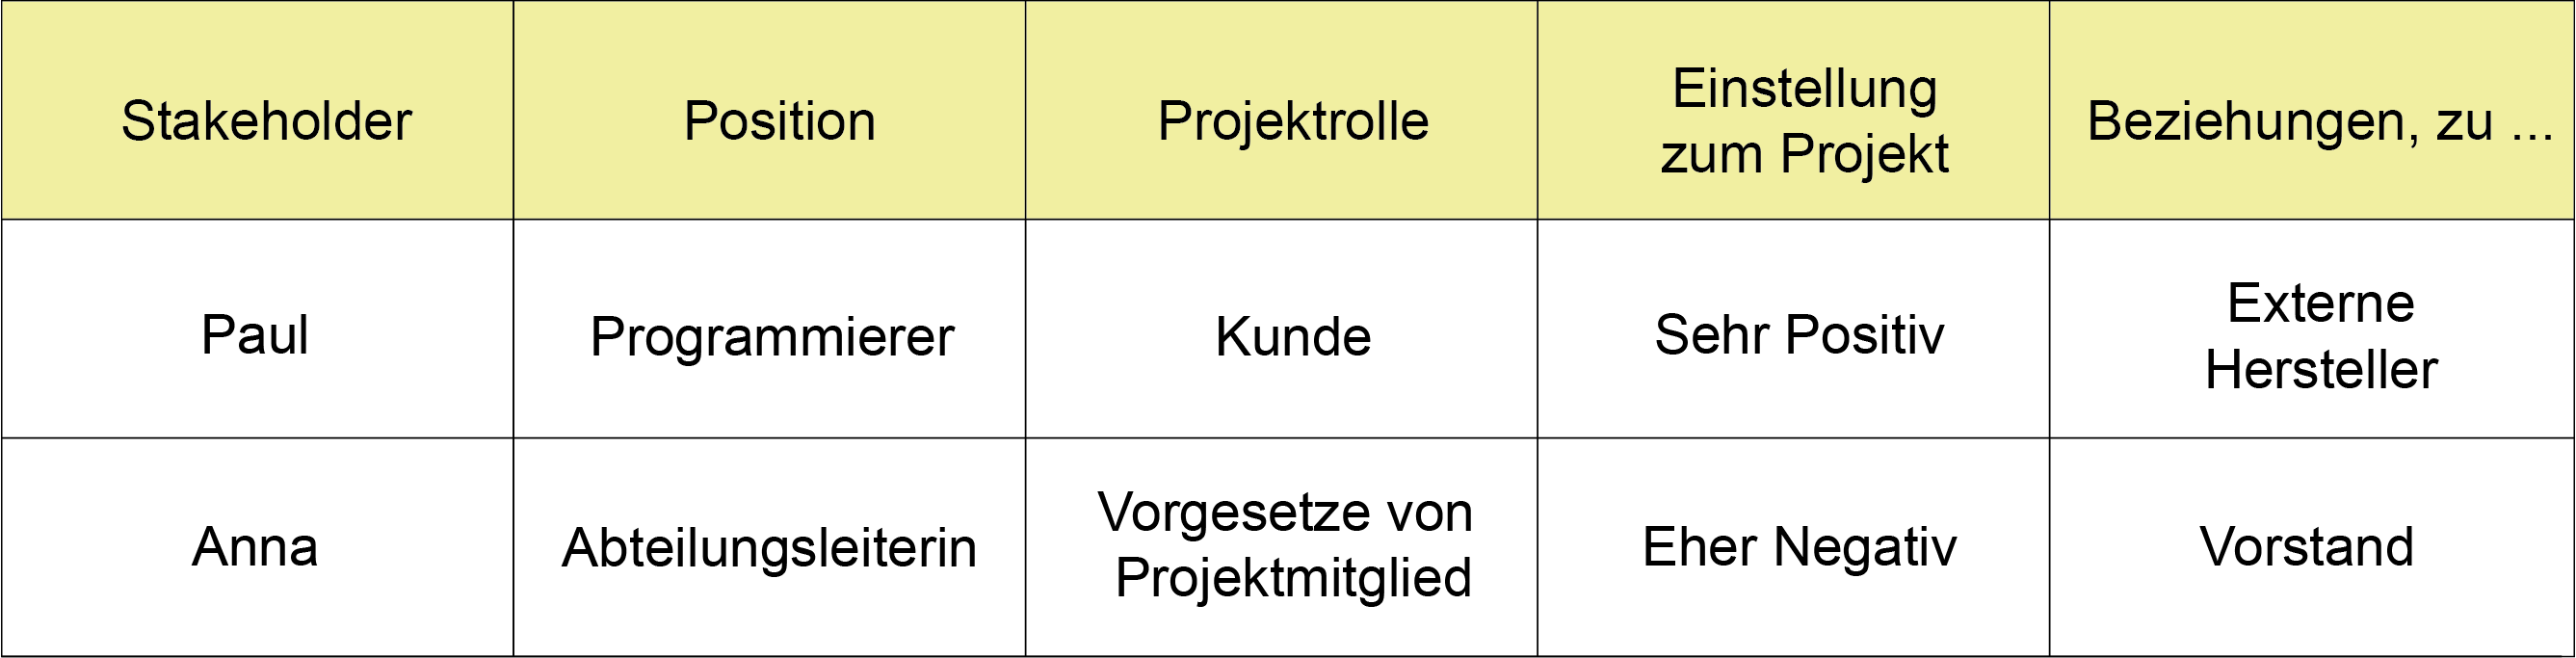 Stakeholder
Position
Projektrolle
Einstellung
zum Projekt
Beziehungen, zu ...
Paul
Programmierer
Kunde
Sehr Positiv
Externe
Hersteller
Anna
Abteilungsleiterin
Vorgesetze von
Projektmitglied
Eher Negativ
Vorstand